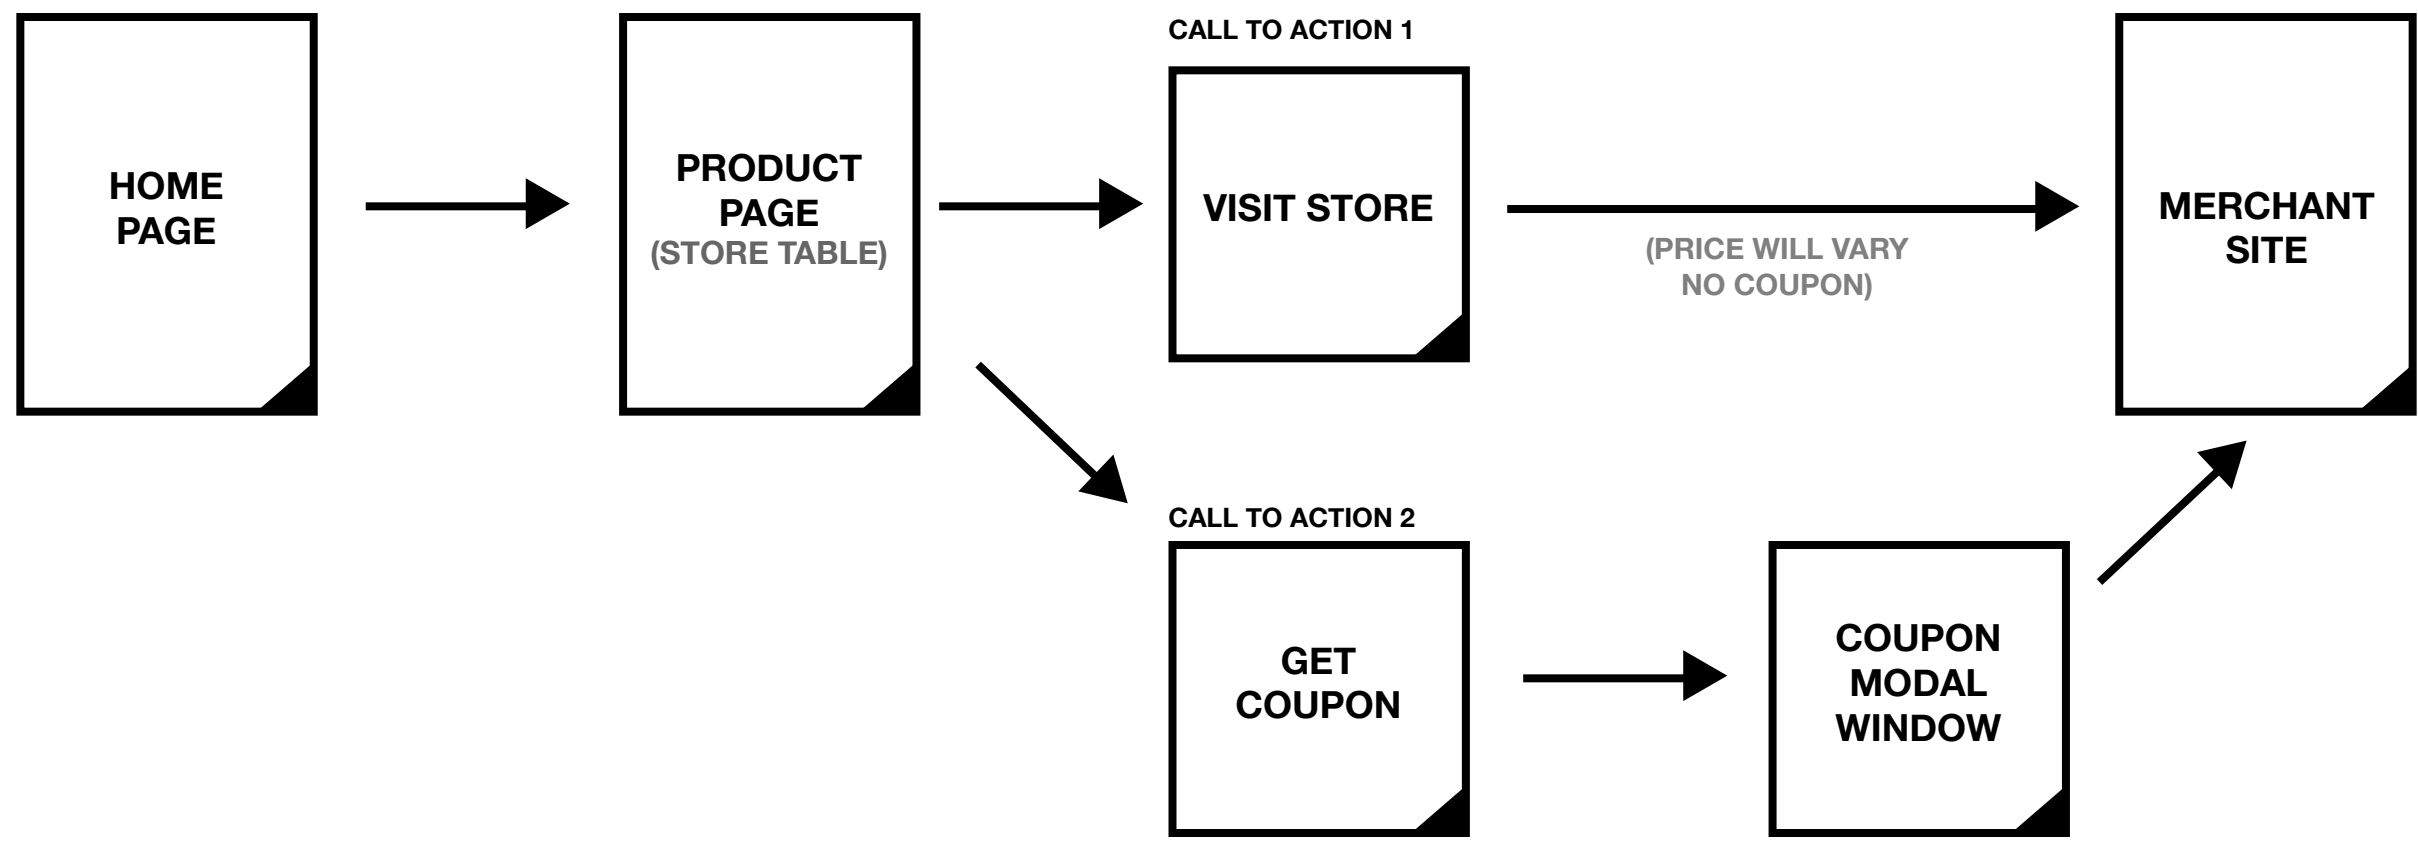 HOME
PAGE
PRODUCT
PAGE
(STORE TABLE)
CALL TO ACTION 1
VISIT STORE
(PRICE WILL VARY
NO COUPON)
MERCHANT
SITE
CALL TO ACTION 2
GET
COUPON
COUPON
MODAL
WINDOW